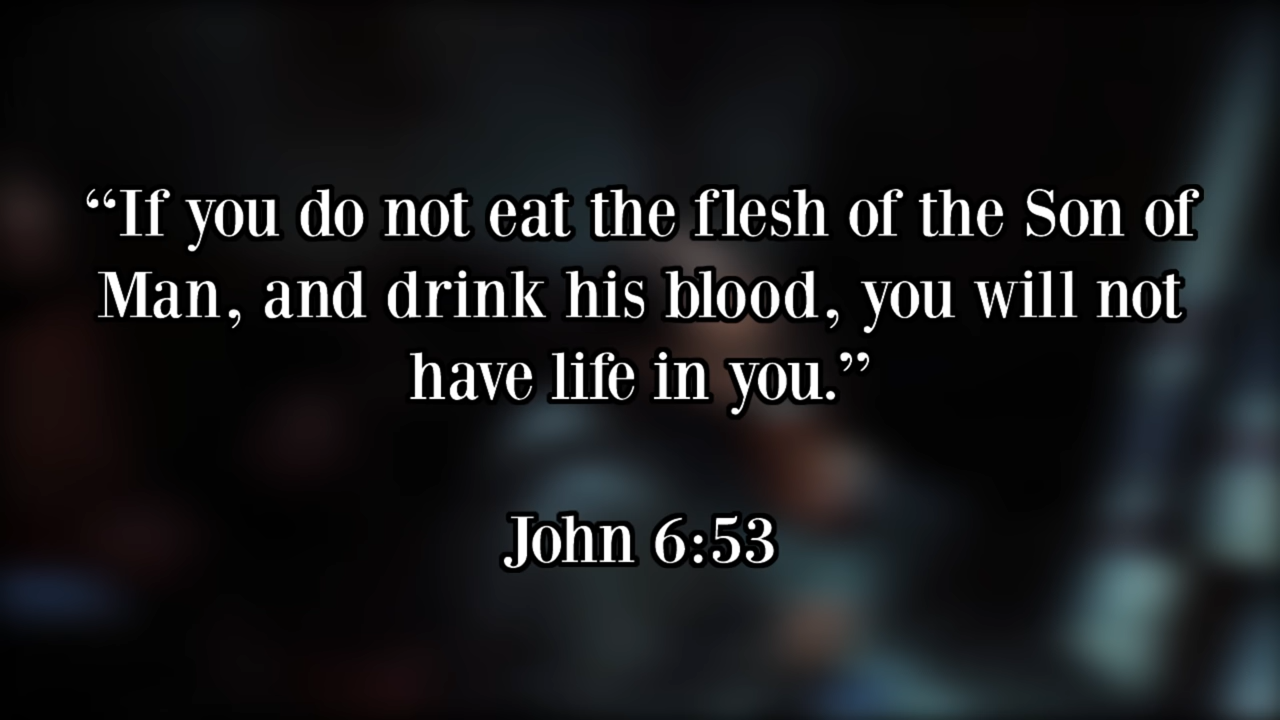 “If you do not eat the flesh of the Son of
Man, and drink his blood, you will not
have life in you.”
John 6:53